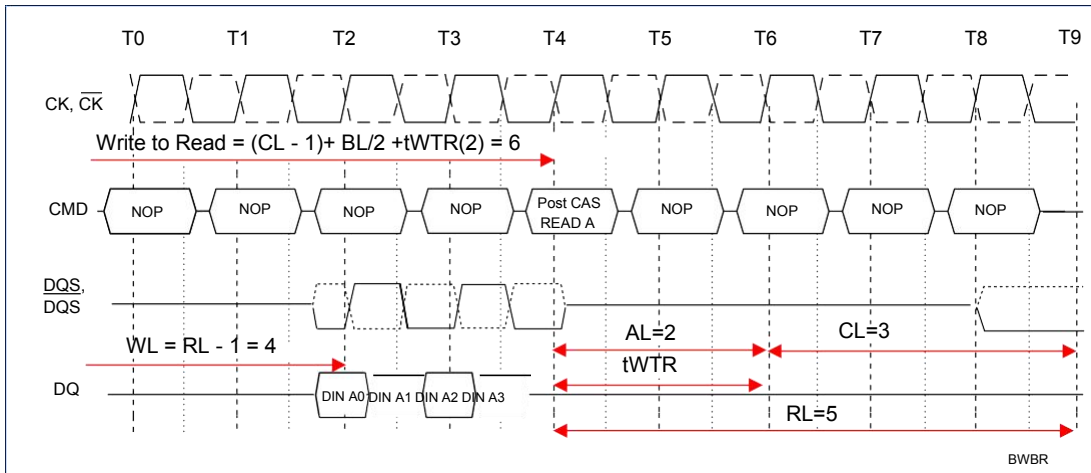 T0 T1 T2 T3 T4 T5 T6 T7 T8 T9
CK, CK
Write to Read = (CL - 1)+ BL/2 +tWTR(2) = 6
CMD NOP NOP NOP NOP Post CAS READ A NOP NOP NOP NOP
DQS,
DQS
AL=2 CL=3
WL = RL - 1 = 4
tWTR
DQ DIN A0 DIN A1 DIN A2 DIN A3
RL=5
BWBR